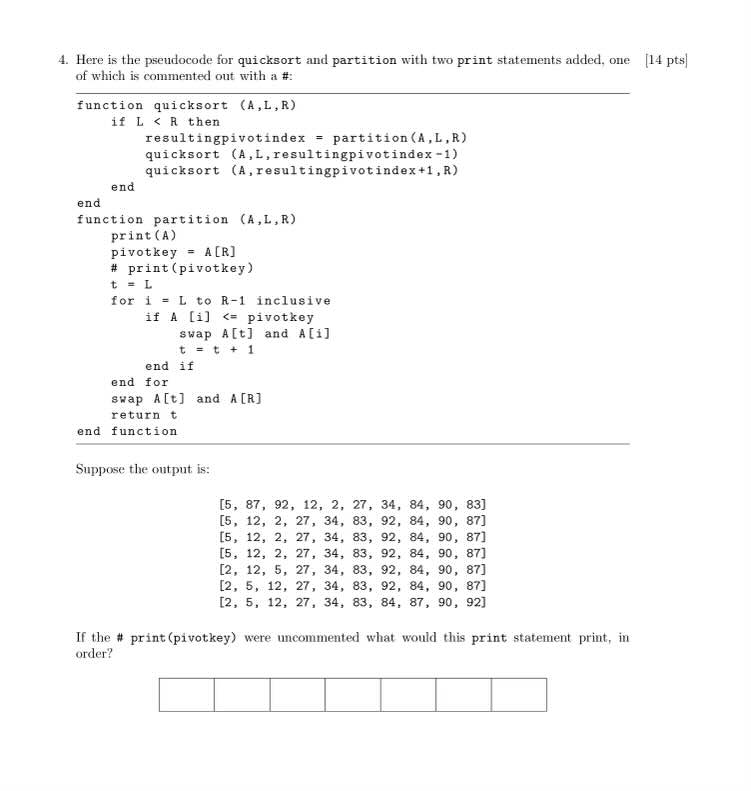 4. Here is the pseudocode for quicksort and partition with two print statements added, one [14 pts]
of which is commented out with a #:
function quicksort (A,L,R)
if L < R then
resultingpivotindex = partition(A,L,R)
quicksort (A,L,resultingpivotindex-1)
quicksort (A,resultingpivotindex+1,R)
end
end
function partition (A,L,R)
print(A)
pivotkey = A[R]
# print(pivotkey)
t = L
for i = L to R-1 inclusive
if A [i] <= pivotkey
swap A[t] and A[i]
t = t + 1
end if
end for
swap A[t] and A[R]
return t
end function
Suppose the output is:
[5, 87, 92, 12, 2, 27, 34, 84, 90, 83]
[5, 12, 2, 27, 34, 83, 92, 84, 90, 87]
[5, 12, 2, 27, 34, 83, 92, 84, 90, 87]
[5, 12, 2, 27, 34, 83, 92, 84, 90, 87]
[2, 12, 5, 27, 34, 83, 92, 84, 90, 87]
[2, 5, 12, 27, 34, 83, 92, 84, 90, 87]
[2, 5, 12, 27, 34, 83, 84, 87, 90, 92]
If the # print(pivotkey) were uncommented what would this print statement print, in
order?